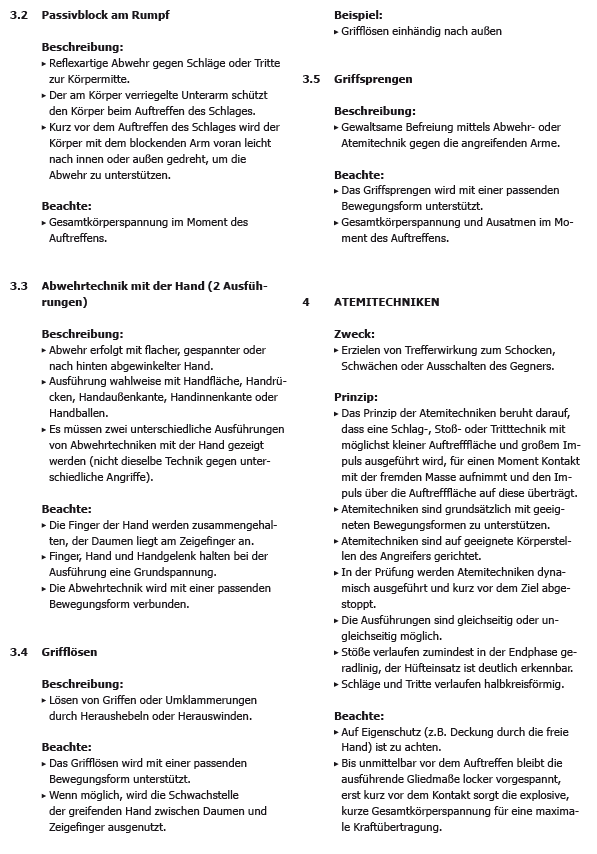 3.2 Passivblock am Rumpf
Beschreibung:
▸ Reflexartige Abwehr gegen Schläge oder Tritte
zur Körpermitte.
▸ Der am Körper verriegelte Unterarm schützt
den Körper beim Auftreffen des Schlages.
▸ Kurz vor dem Auftreffen des Schlages wird der
Körper mit dem blockenden Arm voran leicht
nach innen oder außen gedreht, um die
Abwehr zu unterstützen.
Beachte:
▸ Gesamtkörperspannung im Moment des
Auftreffens.
3.3 Abwehrtechnik mit der Hand (2 Ausfüh-
rungen)
Beschreibung:
▸ Abwehr erfolgt mit flacher, gespannter oder
nach hinten abgewinkelter Hand.
▸ Ausführung wahlweise mit Handfläche, Handrü-
cken, Handaußenkante, Handinnenkante oder
Handballen.
▸ Es müssen zwei unterschiedliche Ausführungen
von Abwehrtechniken mit der Hand gezeigt
werden (nicht dieselbe Technik gegen unter-
schiedliche Angriffe).
Beachte:
▸ Die Finger der Hand werden zusammengehal-
ten, der Daumen liegt am Zeigefinger an.
▸ Finger, Hand und Handgelenk halten bei der
Ausführung eine Grundspannung.
▸ Die Abwehrtechnik wird mit einer passenden
Bewegungsform verbunden.
3.4 Grifflösen
Beschreibung:
▸ Lösen von Griffen oder Umklammerungen
durch Heraushebeln oder Herauswinden.
Beachte:
▸ Das Grifflösen wird mit einer passenden
Bewegungsform unterstützt.
▸ Wenn möglich, wird die Schwachstelle
der greifenden Hand zwischen Daumen und
Zeigefinger ausgenutzt.
Beispiel:
▸ Grifflösen einhändig nach außen
3.5 Griffsprengen
Beschreibung:
▸ Gewaltsame Befreiung mittels Abwehr- oder
Atemitechnik gegen die angreifenden Arme.
Beachte:
▸ Das Griffsprengen wird mit einer passenden
Bewegungsform unterstützt.
▸ Gesamtkörperspannung und Ausatmen im Mo-
ment des Auftreffens.
4 ATEMITECHNIKEN
Zweck:
▸ Erzielen von Trefferwirkung zum Schocken,
Schwächen oder Ausschalten des Gegners.
Prinzip:
▸ Das Prinzip der Atemitechniken beruht darauf,
dass eine Schlag-, Stoß- oder Tritttechnik mit
möglichst kleiner Auftrefffläche und großem Im-
puls ausgeführt wird, für einen Moment Kontakt
mit der fremden Masse aufnimmt und den Im-
puls über die Auftrefffläche auf diese überträgt.
▸ Atemitechniken sind grundsätzlich mit geeig-
neten Bewegungsformen zu unterstützen.
▸ Atemitechniken sind auf geeignete Körperstel-
len des Angreifers gerichtet.
▸ In der Prüfung werden Atemitechniken dyna-
misch ausgeführt und kurz vor dem Ziel abge-
stoppt.
▸ Die Ausführungen sind gleichseitig oder un-
gleichseitig möglich.
▸ Stöße verlaufen zumindest in der Endphase ge-
radlinig, der Hüfteinsatz ist deutlich erkennbar.
▸ Schläge und Tritte verlaufen halbkreisförmig.
Beachte:
▸ Auf Eigenschutz (z.B. Deckung durch die freie
Hand) ist zu achten.
▸ Bis unmittelbar vor dem Auftreffen bleibt die
ausführende Gliedmaße locker vorgespannt,
erst kurz vor dem Kontakt sorgt die explosive,
kurze Gesamtkörperspannung für eine maxima-
le Kraftübertragung.